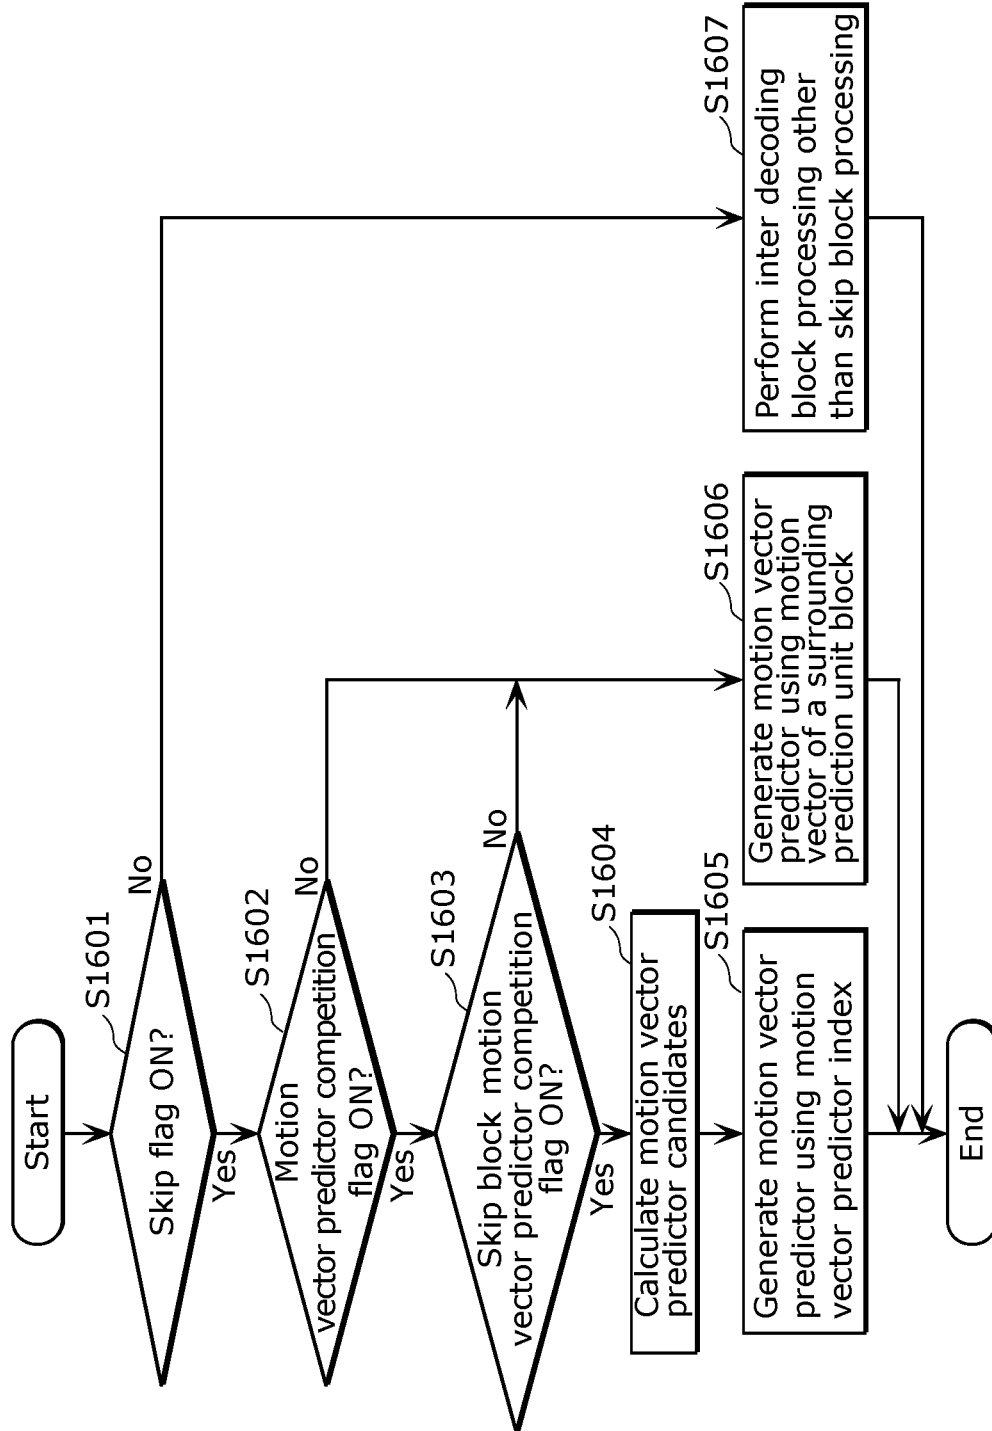 Start
S1601
Skip flag ON?
No
Yes
S1602
Motion
vector predictor competition
flag ON?
No
Yes
S1603
Skip block motion
vector predictor competition
flag ON?
No
Yes
S1604
Calculate motion vector
predictor candidates
S1605
Generate motion vector
predictor using motion
vector predictor index
S1606
Generate motion vector
predictor using motion
vector of a surrounding
prediction unit block
S1607
Perform inter decoding
block processing other
than skip block processing
End